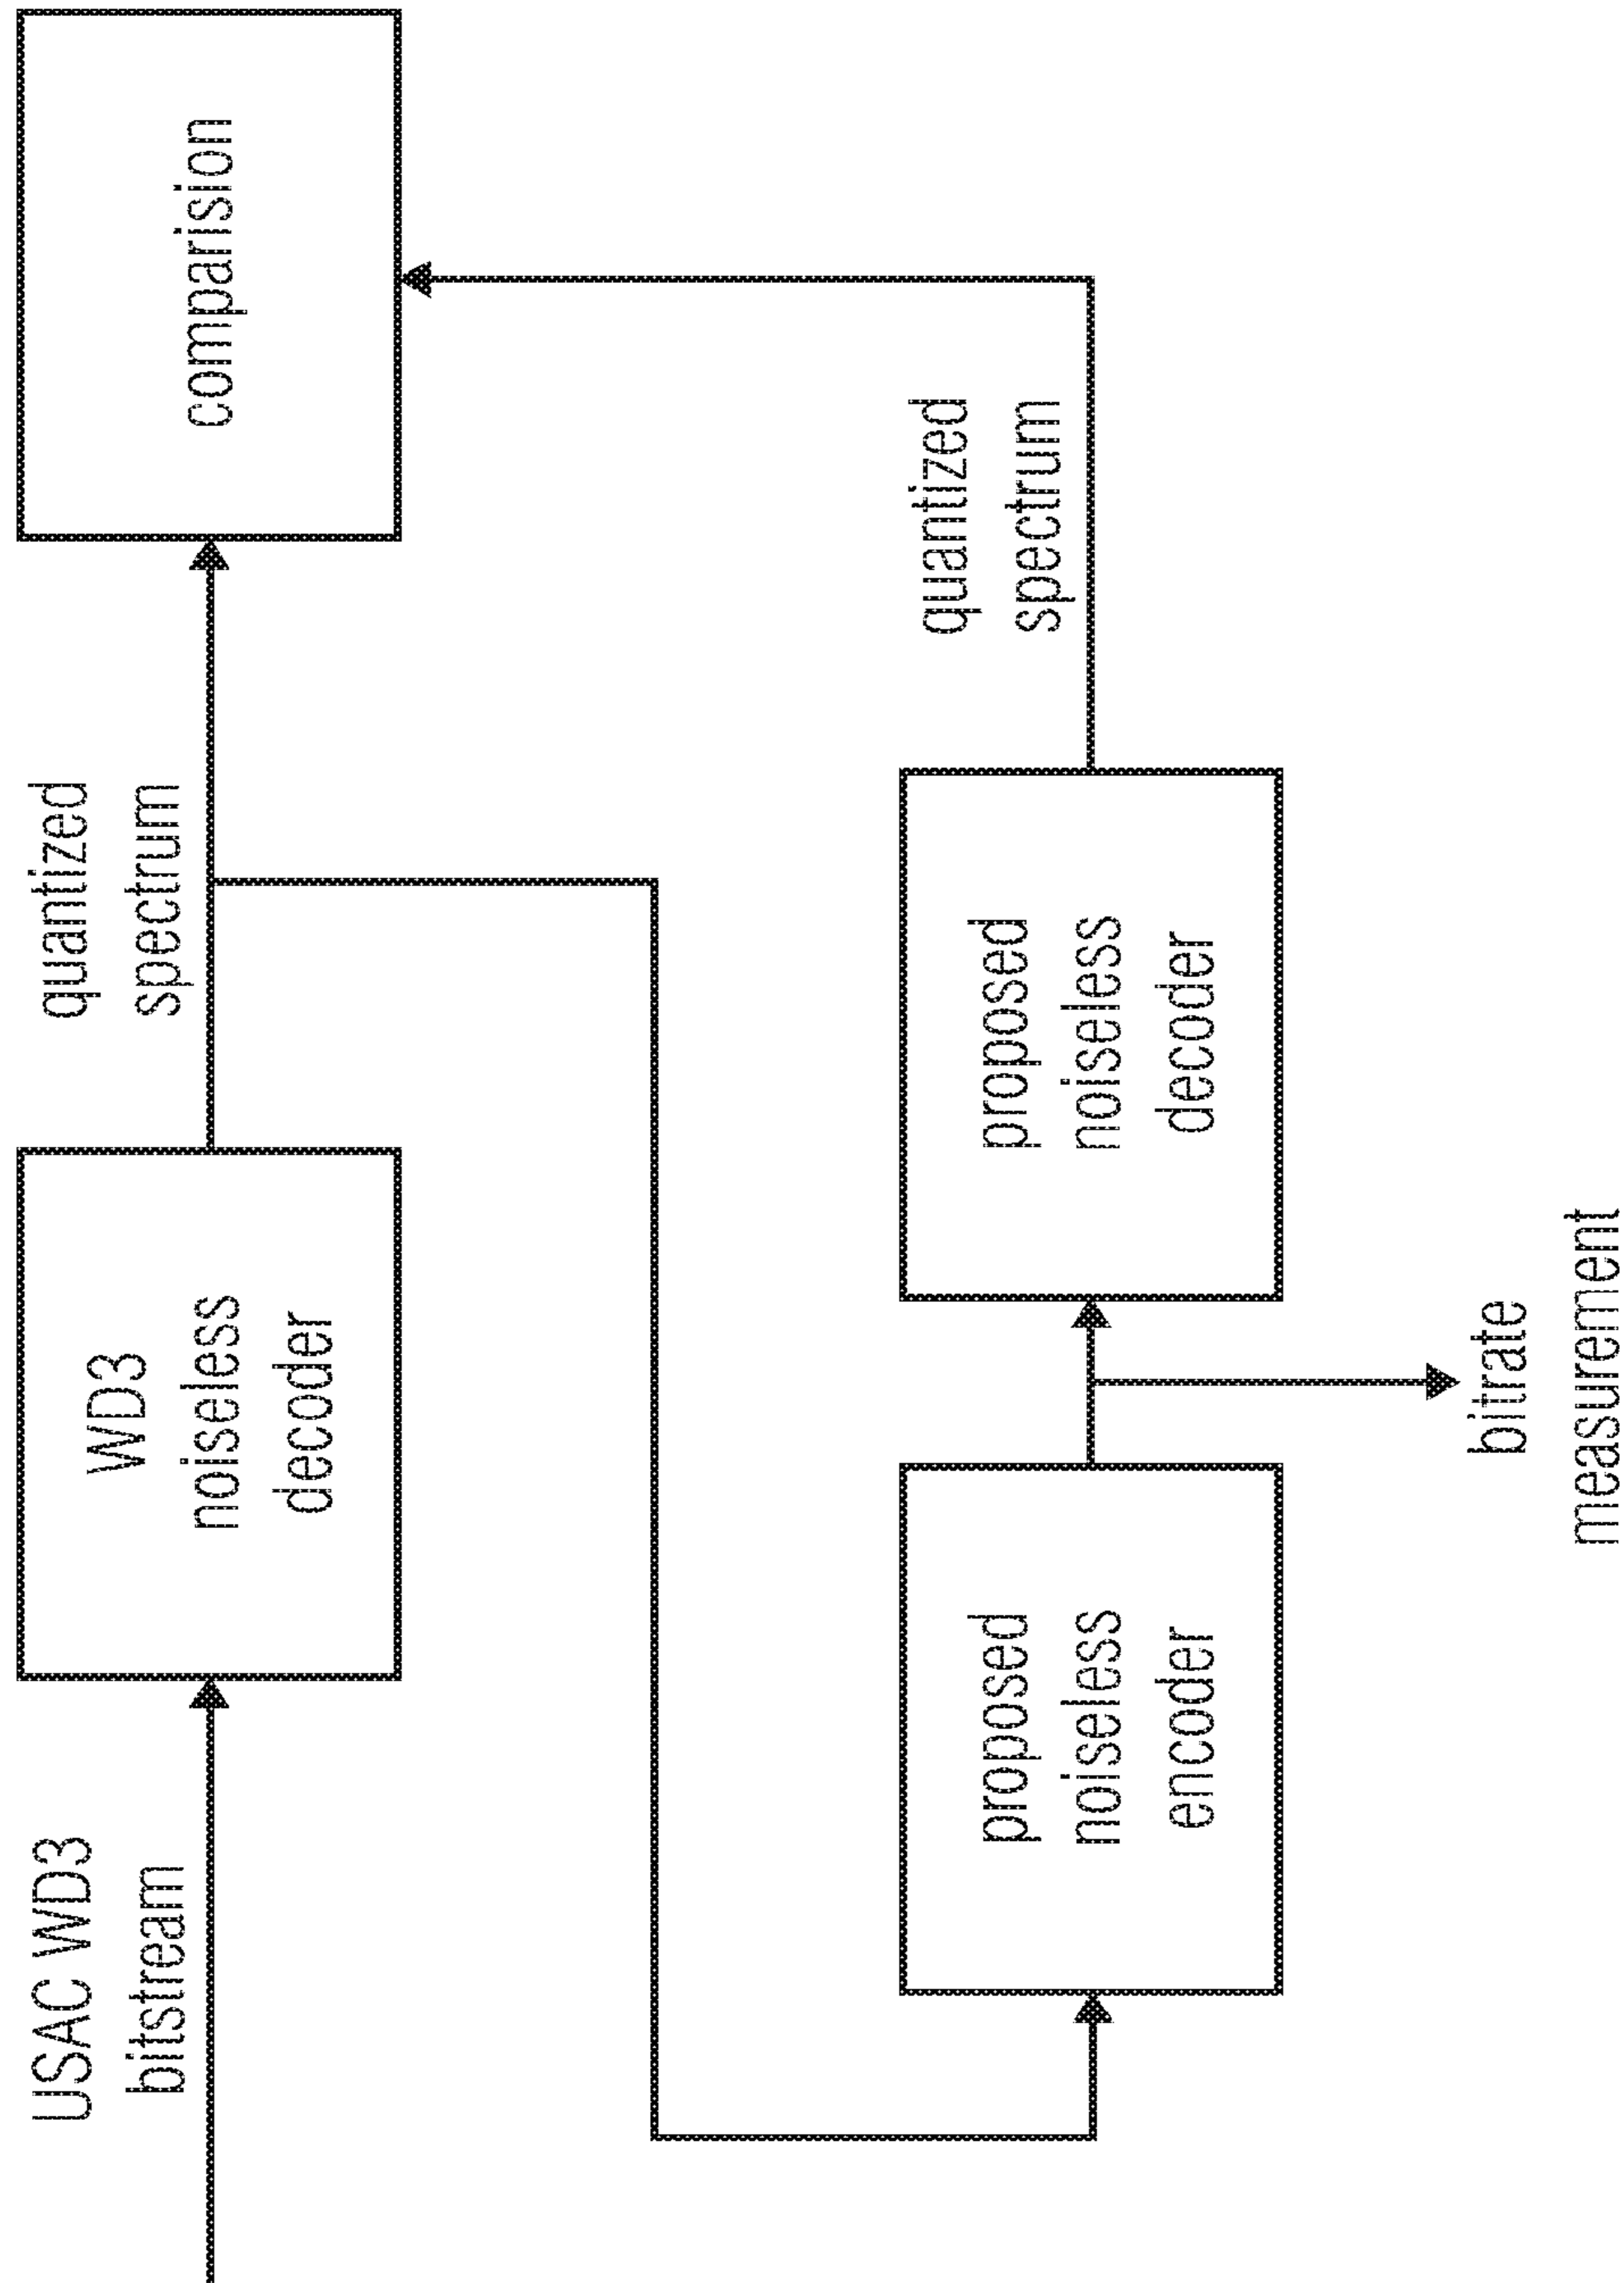 USAC WD3
bitstream
WD3
noiseless
decoder
quantized
spectrum
comparision
proposed
noiseless
encoder
bitrate
measurement
proposed
noiseless
decoder
quantized
spectrum